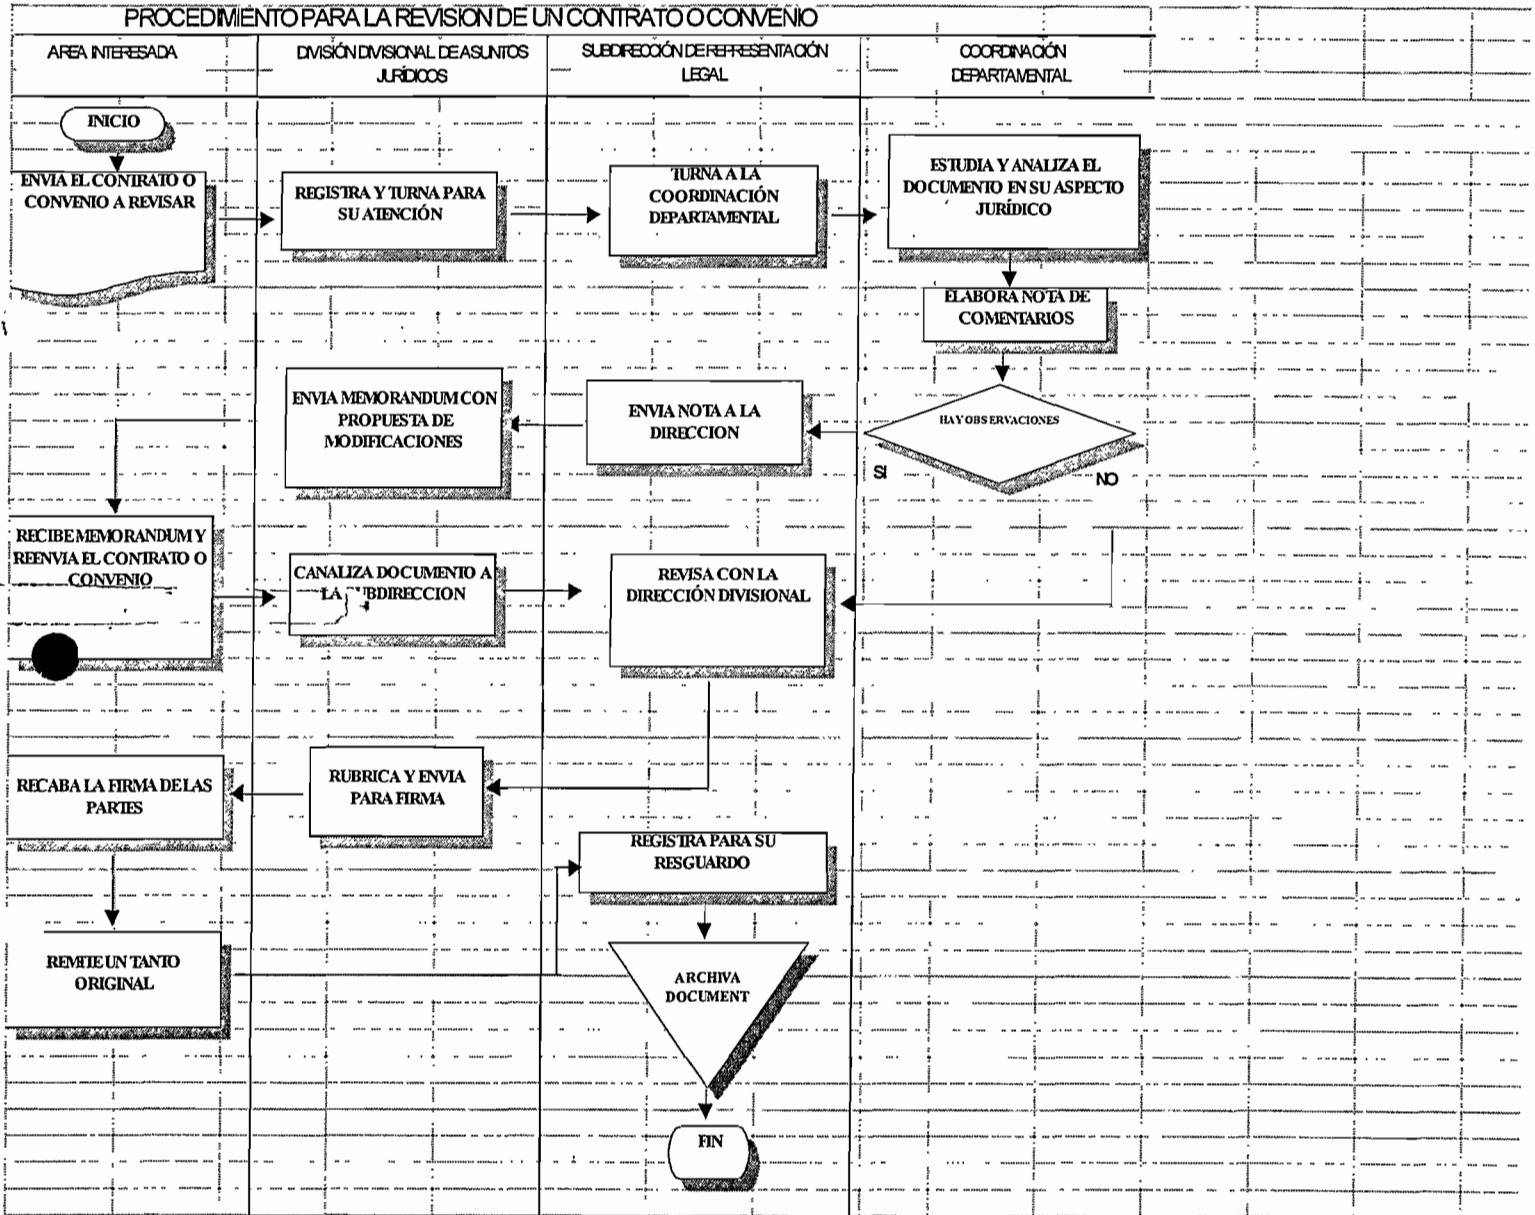 PROCEDIMIENTO PARA LA REVISION DE UN CONTRATO O CONVENIO
AREA INTERESADA
DIVISIÓN DIVISIONAL DE ASUNTOS
JURÍDICOS
SUBDIRECCIÓN DE REPRESENTACIÓN
LEGAL
COORDINACIÓN
DEPARTAMENTAL
INICIO
ENVIA EL CONTRATO O
CONVENIO A REVISAR
REGISTRA Y TURNA PARA
SU ATENCIÓN
TURNA A LA
COORDINACIÓN
DEPARTAMENTAL
ESTUDIA Y ANALIZA EL
DOCUMENTO EN SU ASPECTO
JURÍDICO
ELABORA NOTA DE
COMENTARIOS
HAY OBSERVACIONES
SI
NO
ENVIA NOTA A LA
DIRECCION
ENVIA MEMORANDUM CON
PROPUESTA DE
MODIFICACIONES
RECIBE MEMORANDUM Y
REENVIA EL CONTRATO O
CONVENIO
CANALIZA DOCUMENTO A
LA SUBDIRECCION
REVISA CON LA
DIRECCIÓN DIVISIONAL
RUBRICA Y ENVIA
PARA FIRMA
RECABA LA FIRMA DE LAS
PARTES
REMITE UN TANTO
ORIGINAL
REGISTRA PARA SU
RESGUARDO
ARCHIVA
DOCUMENT
FIN